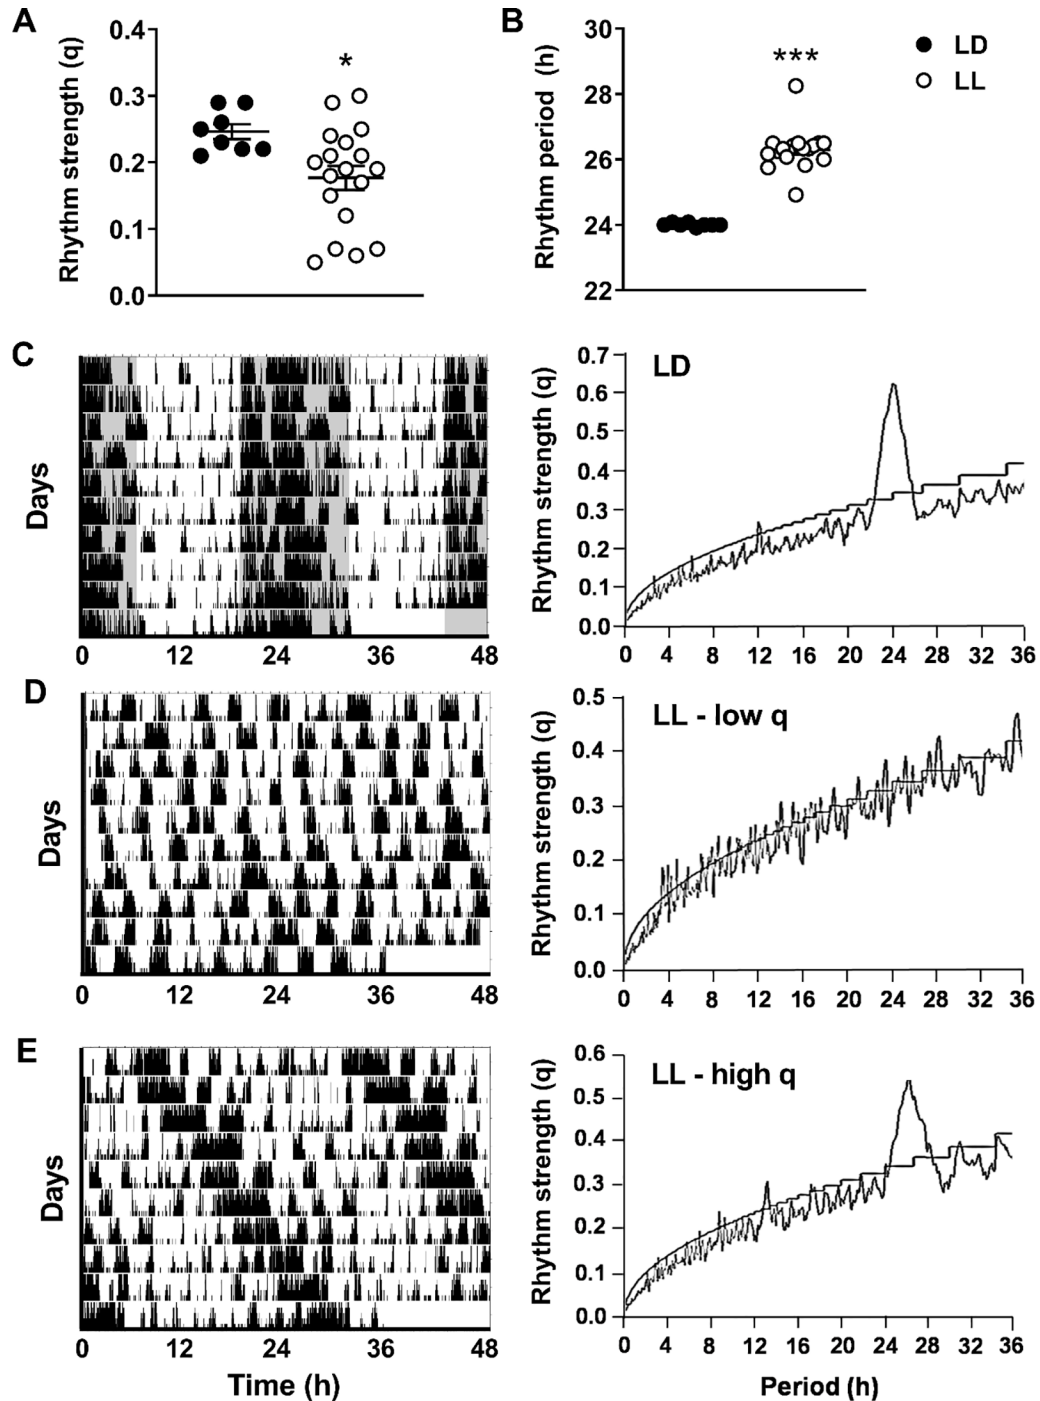 A
Rhythm strength (q)
0.4
0.3
0.2
0.1
0.0
*
B
Rhythm period (h)
30
28
26
24
22
***
LD
LL
C
Days
0 12 24 36 48
Rhythm strength (q)
0.7
0.6
0.5
0.4
0.3
0.2
0.1
0.0
LD
0 4 8 12 16 20 24 28 32 36
D
Days
0 12 24 36 48
Rhythm strength (q)
0.5
0.4
0.3
0.2
0.1
0.0
LL - low q
0 4 8 12 16 20 24 28 32 36
E
Days
0 12 24 36 48
Time (h)
Rhythm strength (q)
0.6
0.5
0.4
0.3
0.2
0.1
0.0
LL - high q
0 4 8 12 16 20 24 28 32 36
Period (h)